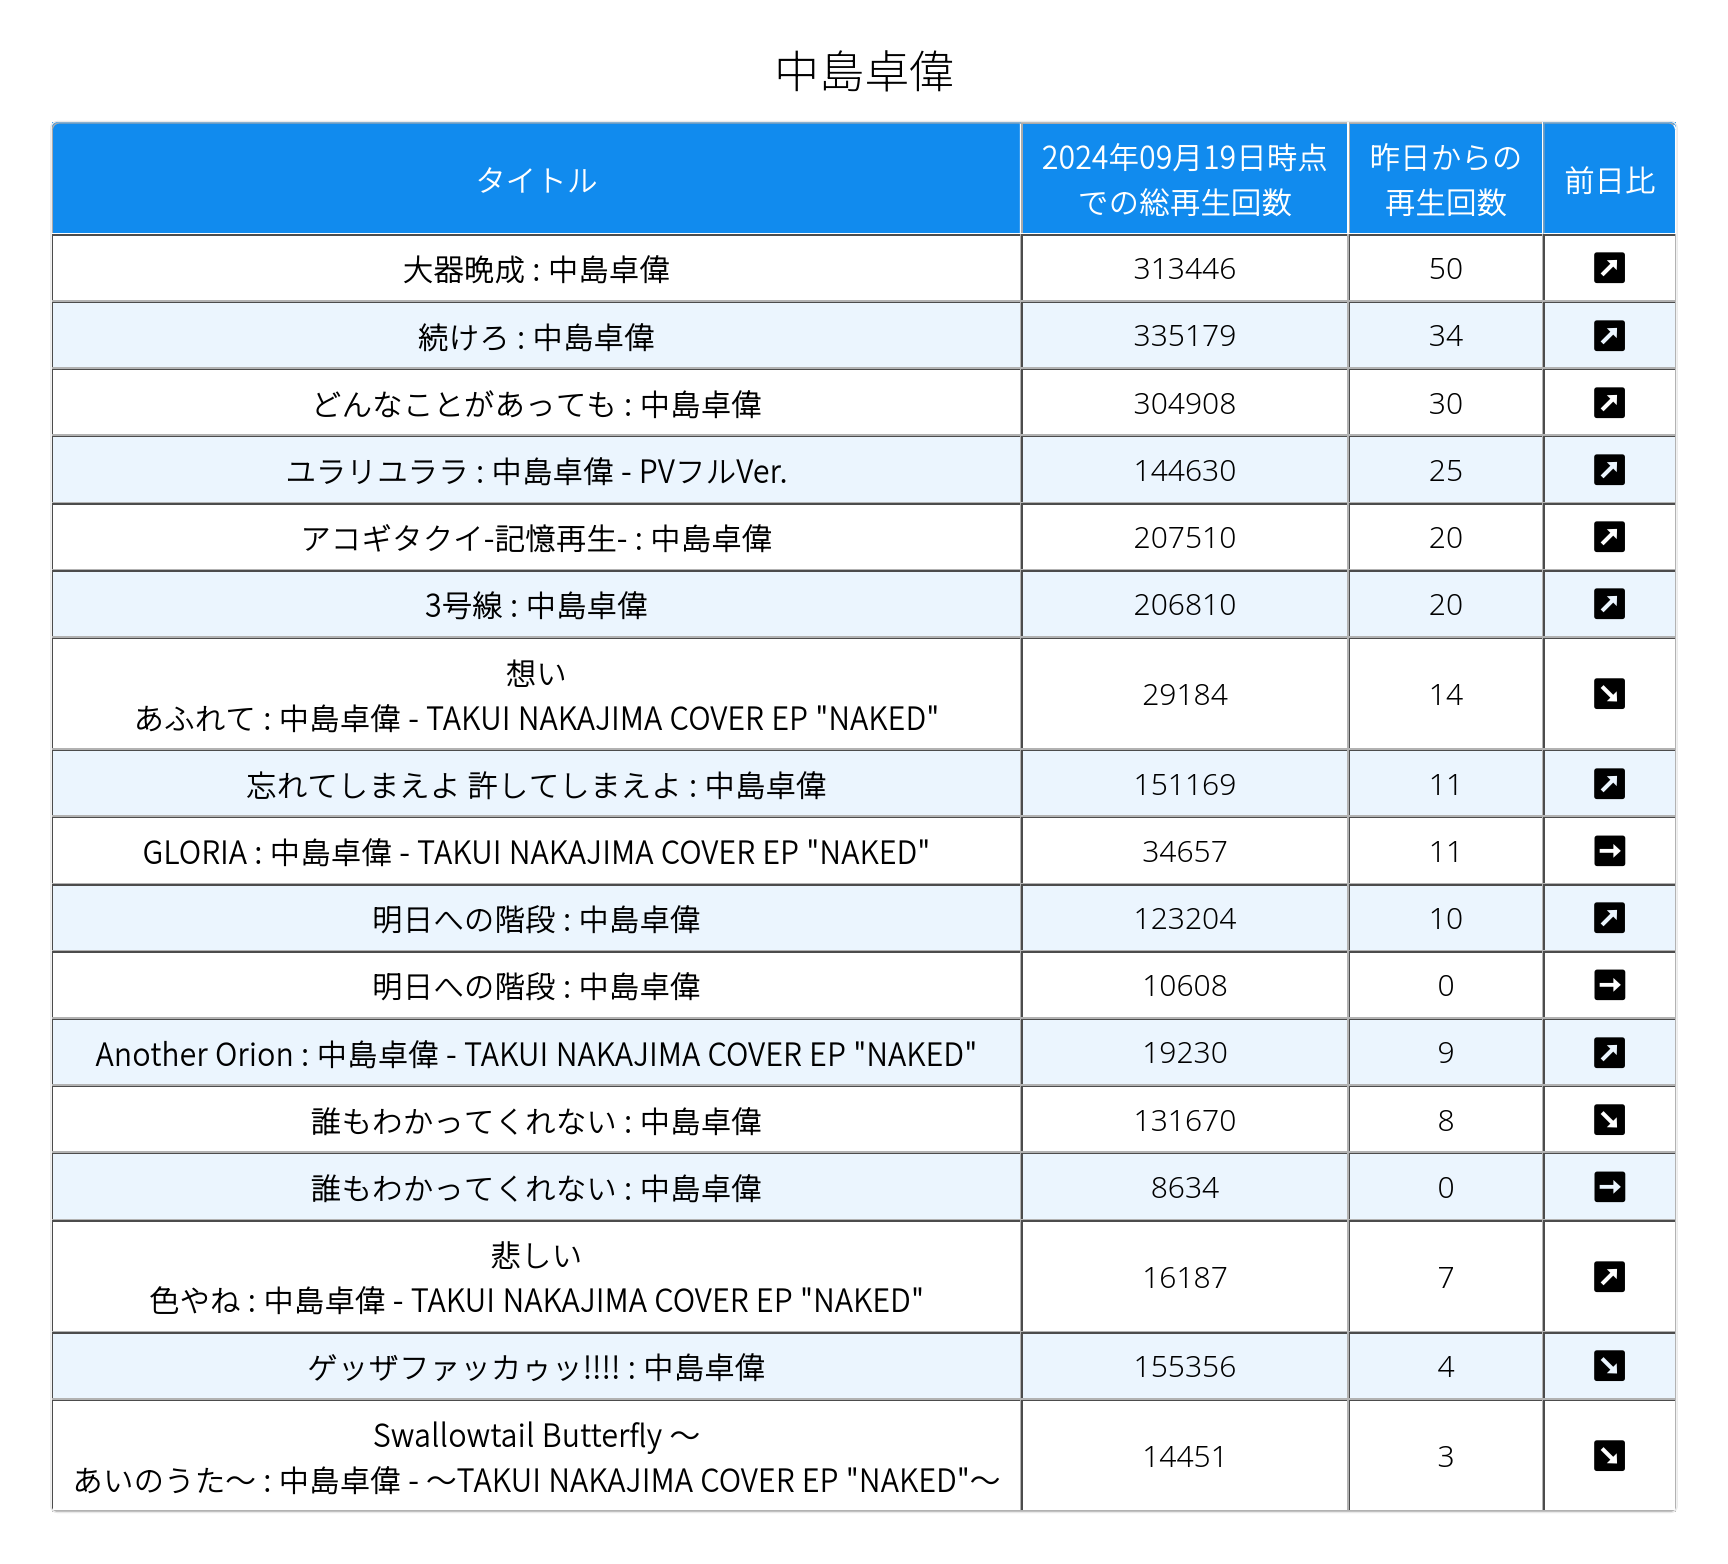 中島卓偉
タイトル
2024年09月19日時点
での総再生回数
昨日からの
再生回数
前日比
大器晩成 : 中島卓偉 313446 50
続けろ : 中島卓偉 335179 34
どんなことがあっても : 中島卓偉 304908 30
ユラリユララ : 中島卓偉 - PVフルVer. 144630 25
アコギタクイ-記憶再生- : 中島卓偉 207510 20
3号線 : 中島卓偉 206810 20
想い
あふれて : 中島卓偉 - TAKUI NAKAJIMA COVER EP "NAKED" 29184 14
忘れてしまえよ 許してしまえよ : 中島卓偉 151169 11
GLORIA : 中島卓偉 - TAKUI NAKAJIMA COVER EP "NAKED" 34657 11
明日への階段 : 中島卓偉 123204 10
明日への階段 : 中島卓偉 10608 0
Another Orion : 中島卓偉 - TAKUI NAKAJIMA COVER EP "NAKED" 19230 9
誰もわかってくれない : 中島卓偉 131670 8
誰もわかってくれない : 中島卓偉 8634 0
悲しい
色やね : 中島卓偉 - TAKUI NAKAJIMA COVER EP "NAKED" 16187 7
ゲッザファッカゥッ!!!! : 中島卓偉 155356 4
Swallowtail Butterfly ～
あいのうた～ : 中島卓偉 - ～TAKUI NAKAJIMA COVER EP "NAKED"～ 14451 3